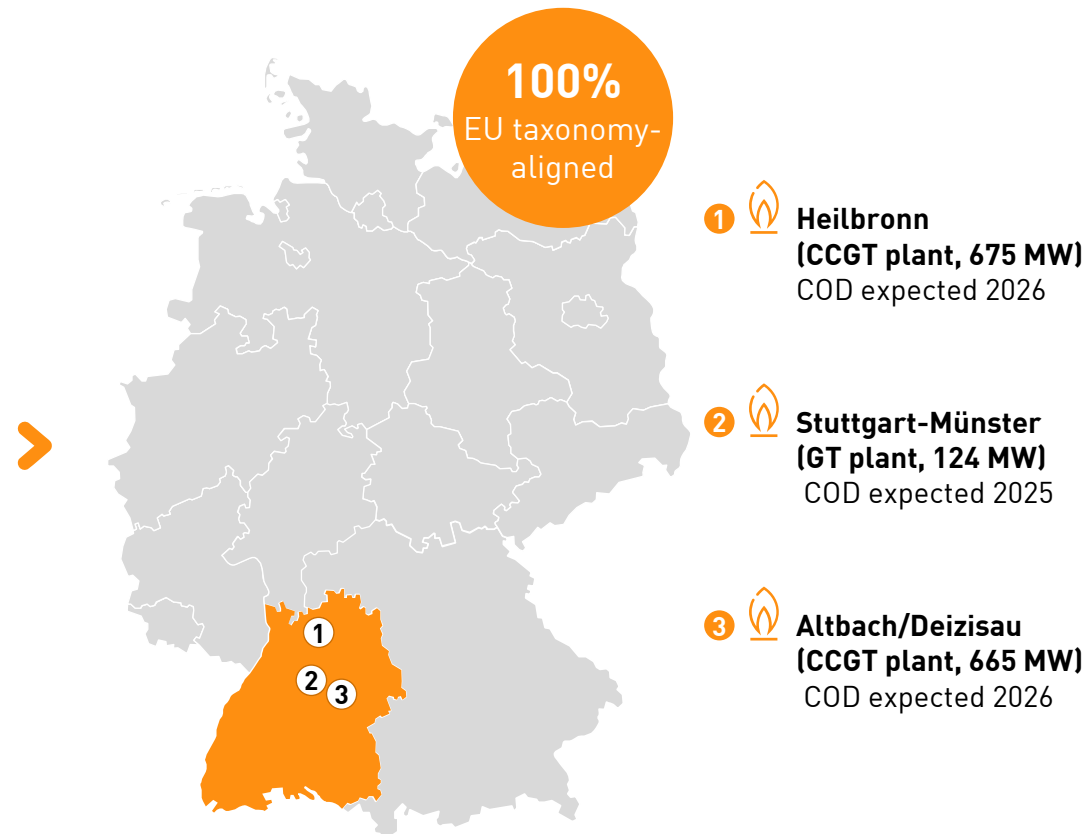 100%
EU taxonomy-
aligned
1 Heilbronn
(CCGT plant, 675 MW)
COD expected 2026
2 Stuttgart-Münster
(GT plant, 124 MW)
COD expected 2025
3 Altbach/Deizisau
(CCGT plant, 665 MW)
COD expected 2026
1
2
3